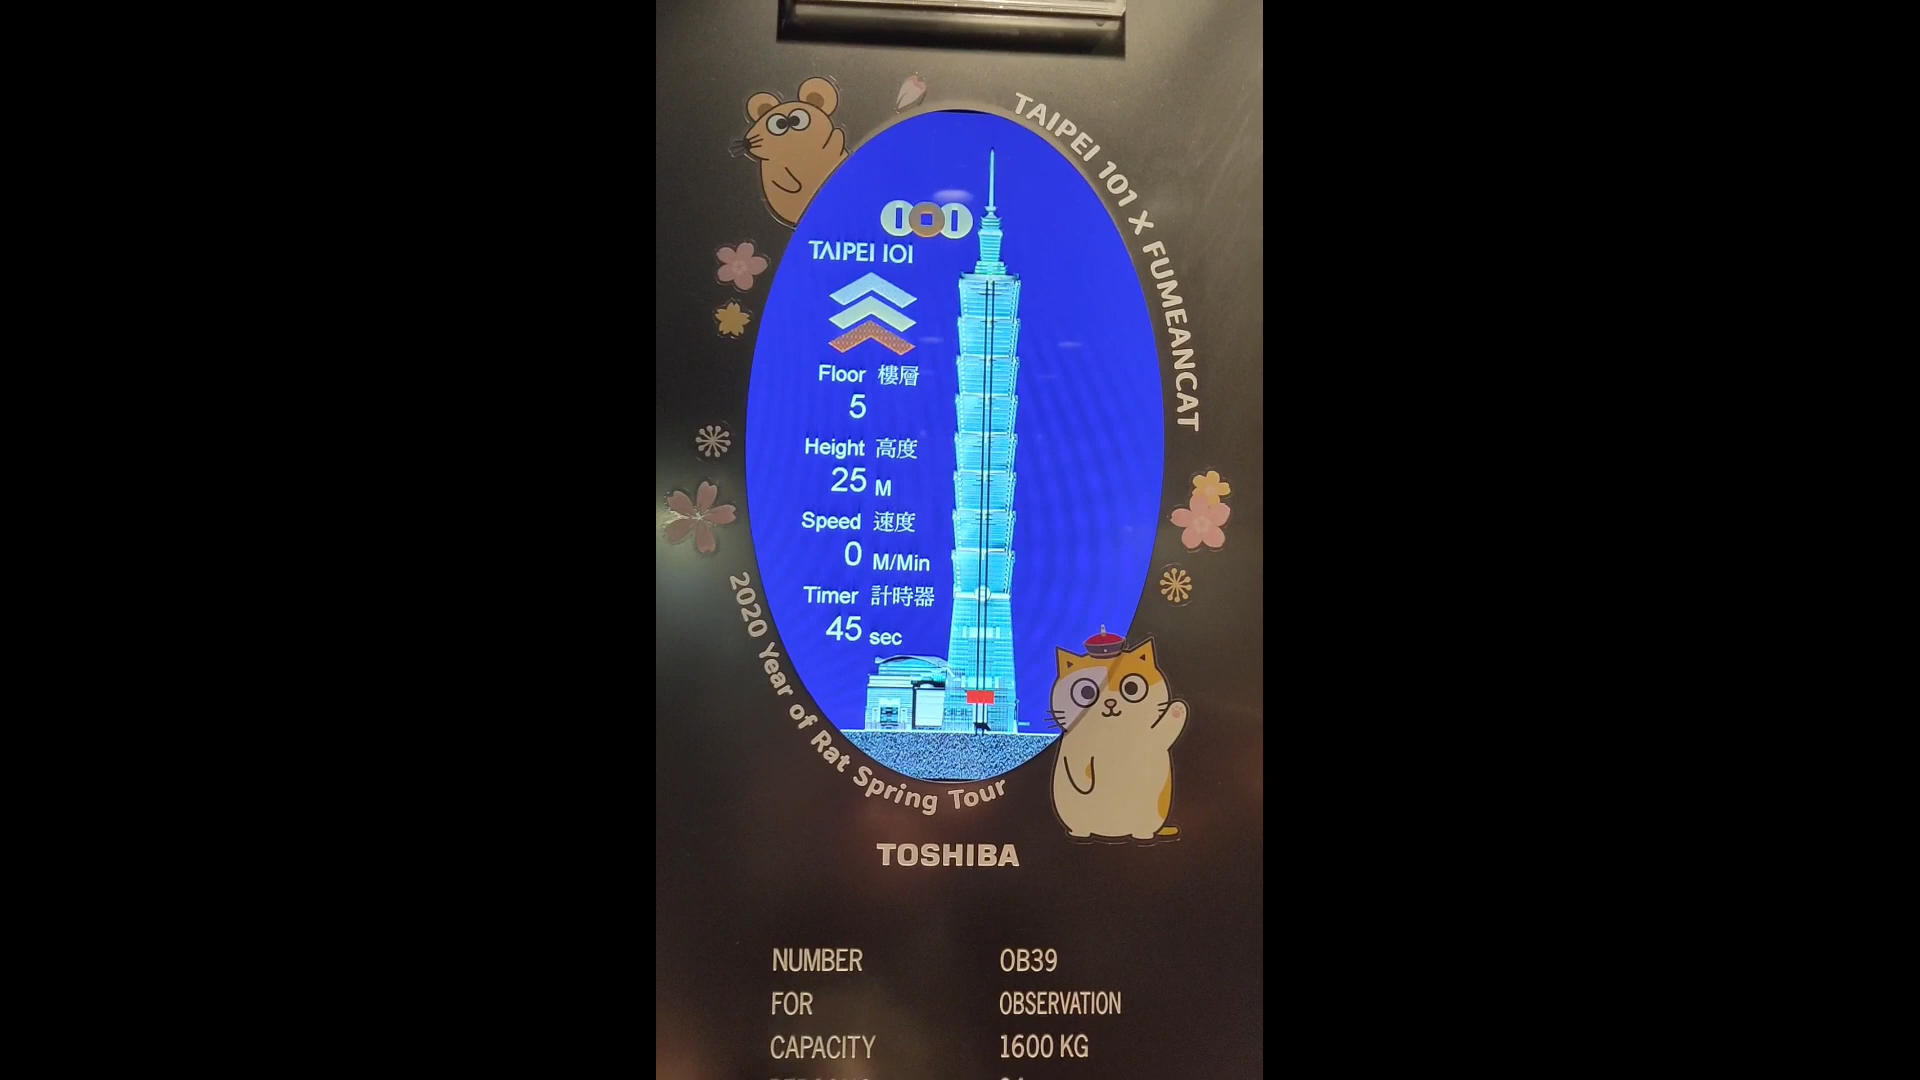 TAIPEI 101 X FUMEANCAT
TAIPEI 101
Floor 樓層
5
Height 高度
25 M
Speed 速度
0 M/Min
Timer 計時器
45 sec
2020 Year of Rat Spring Tour
TOSHIBA
NUMBER OB39
FOR OBSERVATION
CAPACITY 1600 KG